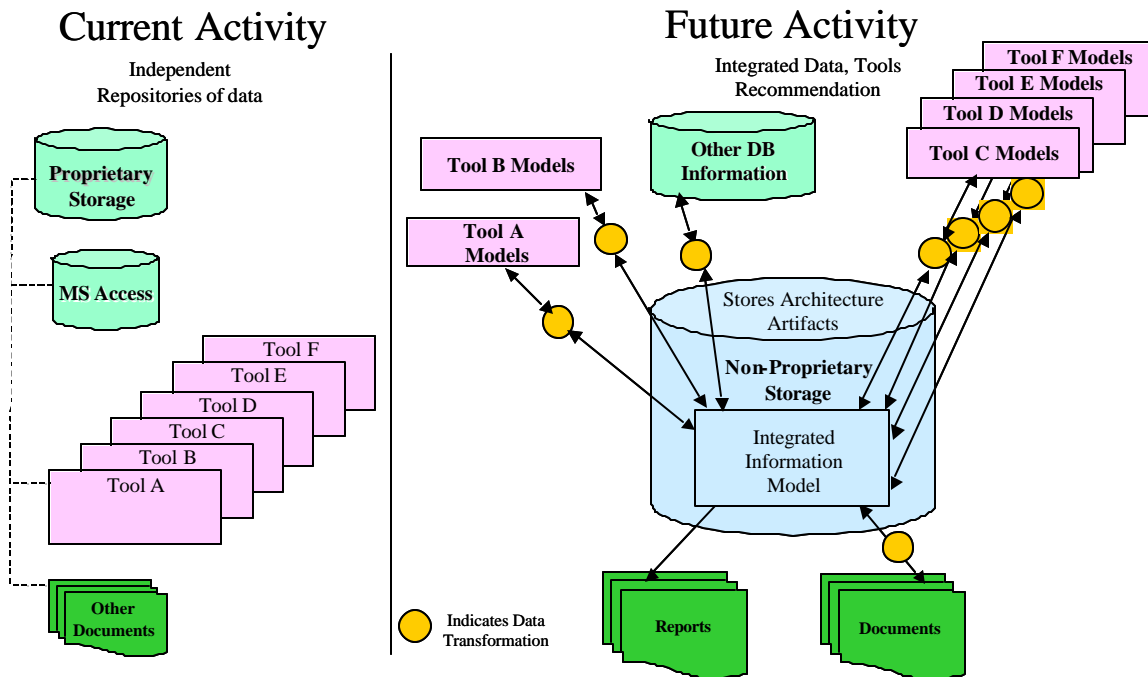 Current Activity
Independent
Repositories of data
Proprietary
Storage
MS Access
Tool F
Tool E
Tool D
Tool C
Tool B
Tool A
Other
Documents
Future Activity
Integrated Data, Tools
Recommendation
Tool F Models
Tool E Models
Tool D Models
Tool C Models
Other DB
Information
Tool B Models
Tool A
Models
Stores Architecture
Artifacts
Non-Proprietary
Storage
Integrated
Information
Model
Reports
Documents
Indicates Data
Transformation